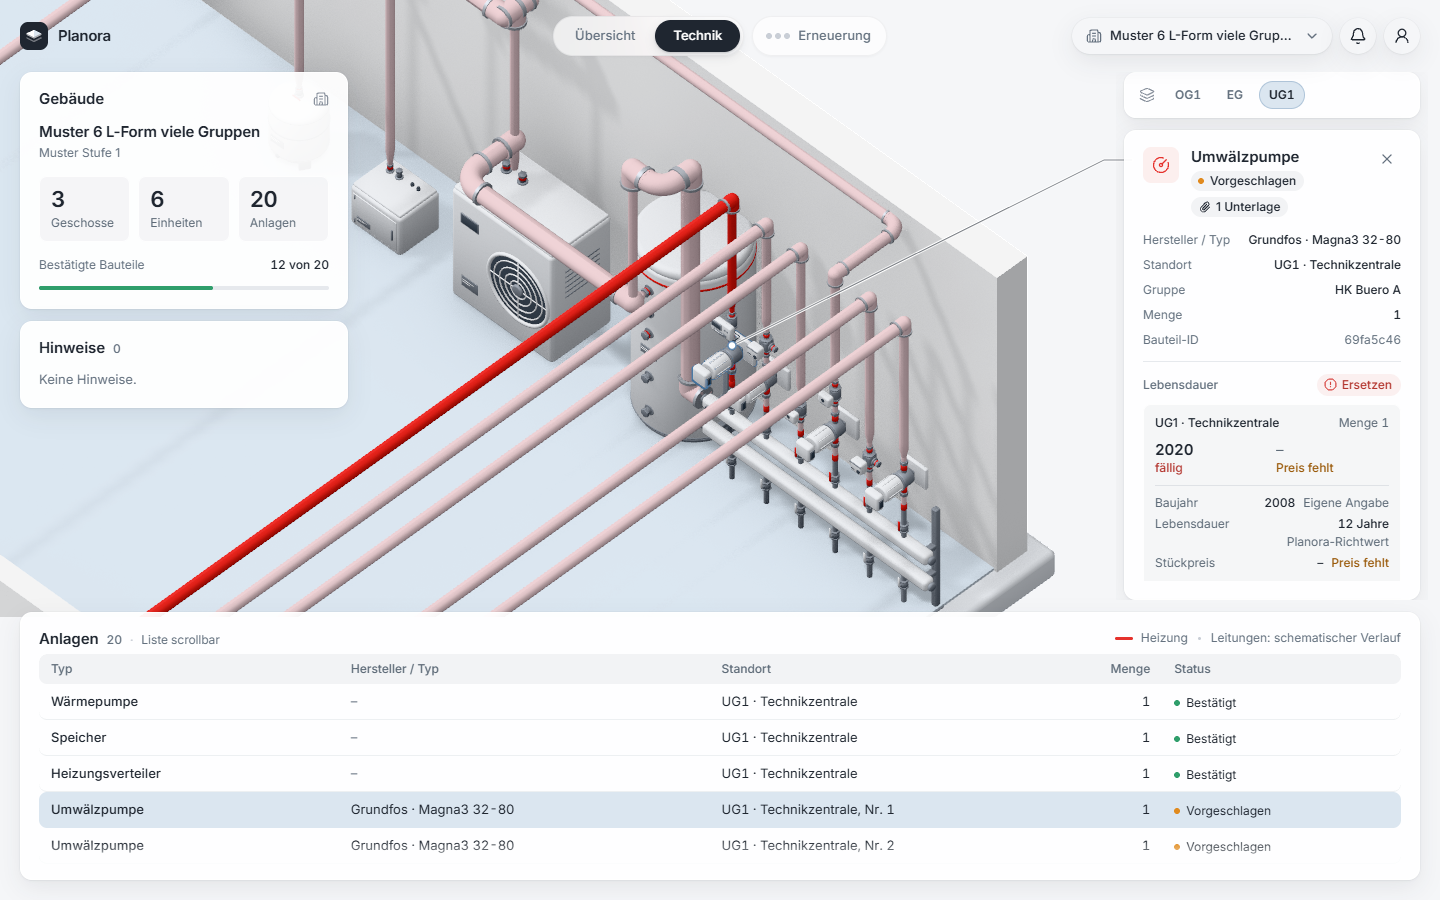 Planora
Übersicht
Technik
Erneuerung
Muster 6 L-Form viele Grup...
Gebäude
Muster 6 L-Form viele Gruppen
Muster Stufe 1
3 Geschosse
6 Einheiten
20 Anlagen
Bestätigte Bauteile 12 von 20
Hinweise 0
Keine Hinweise.
OG1 EG UG1
Umwälzpumpe
Vorgeschlagen
1 Unterlage
Hersteller / Typ Grundfos · Magna3 32-80
Standort UG1 · Technikzentrale
Gruppe HK Buero A
Menge 1
Bauteil-ID 69fa5c46
Lebensdauer Ersetzen
UG1 · Technikzentrale Menge 1
2020 –
fällig Preis fehlt
Baujahr 2008 Eigene Angabe
Lebensdauer 12 Jahre
Planora-Richtwert
Stückpreis – Preis fehlt
Anlagen 20 · Liste scrollbar
Heizung · Leitungen: schematischer Verlauf
Typ Hersteller / Typ Standort Menge Status
Wärmepumpe – UG1 · Technikzentrale 1 Bestätigt
Speicher – UG1 · Technikzentrale 1 Bestätigt
Heizungsverteiler – UG1 · Technikzentrale 1 Bestätigt
Umwälzpumpe Grundfos · Magna3 32-80 UG1 · Technikzentrale, Nr. 1 1 Vorgeschlagen
Umwälzpumpe Grundfos · Magna3 32-80 UG1 · Technikzentrale, Nr. 2 1 Vorgeschlagen